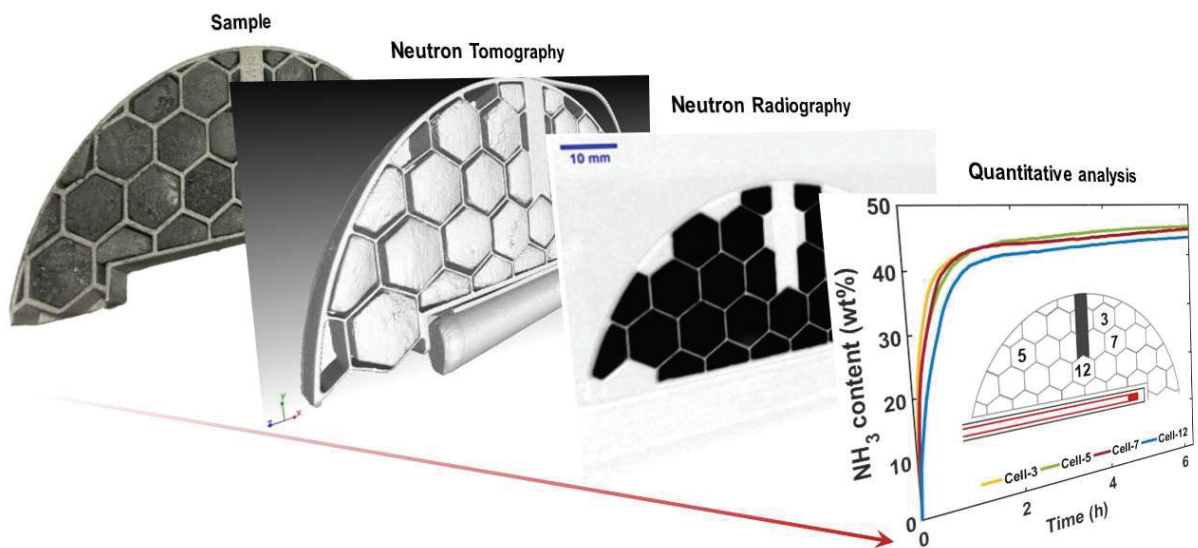 Sample
Neutron Tomography
Neutron Radiography
10 mm
Quantitative analysis
50
40
30
20
10
0
NH₃ content (wt%)
3
5
7
12
Cell-3
Cell-5
Cell-7
Cell-12
0
2
4
6
Time (h)
y
x
z